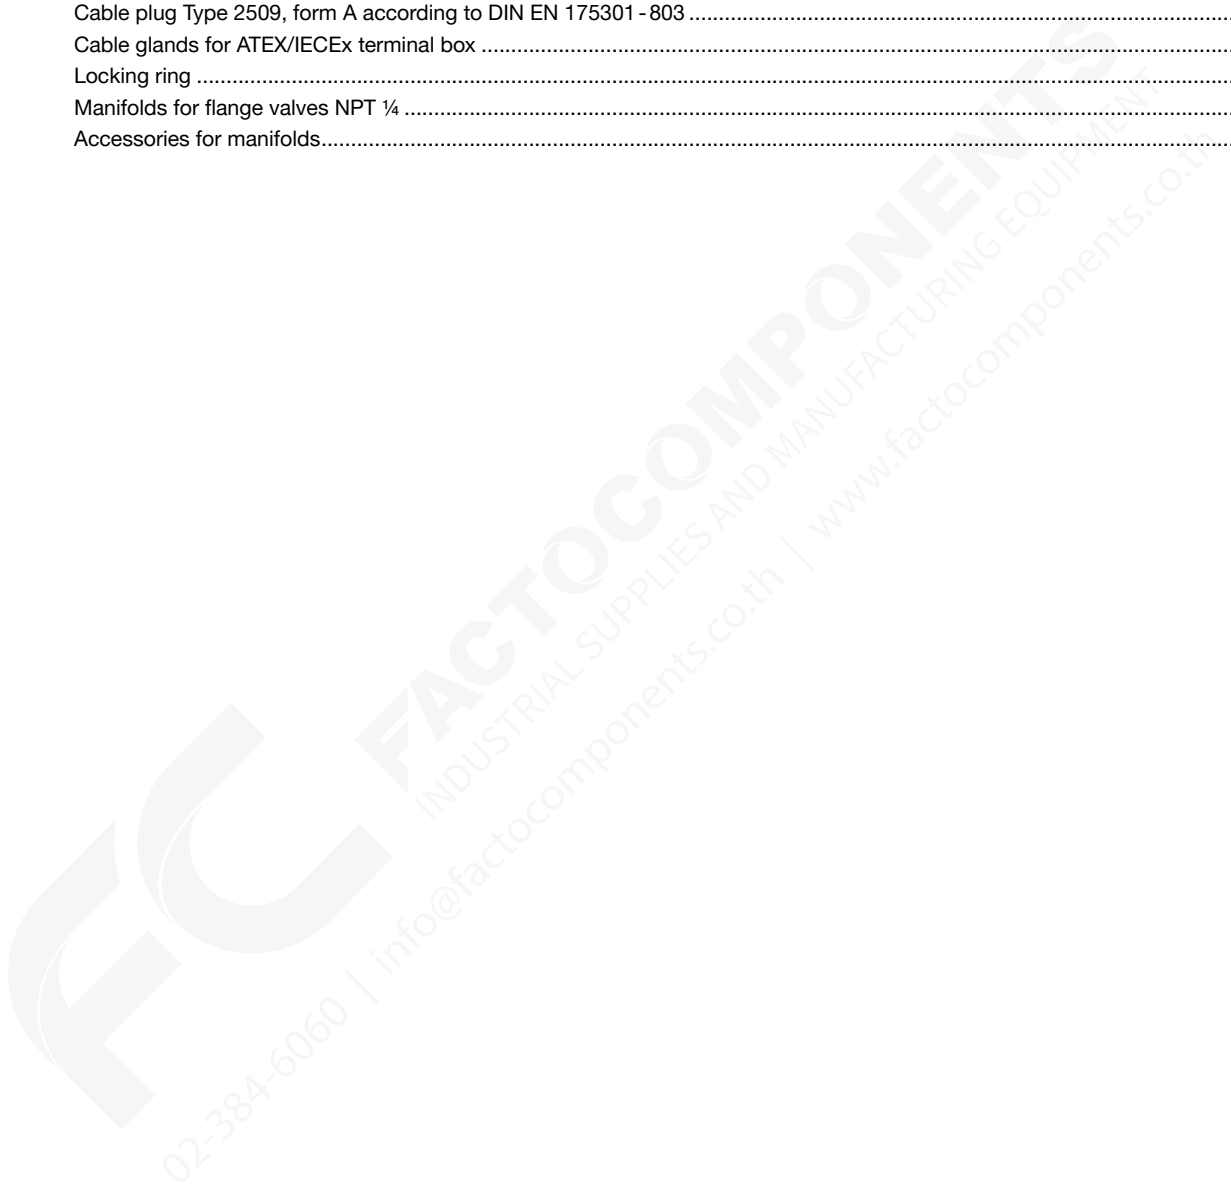 Cable plug Type 2509, form A according to DIN EN 175301-803 ................................................................
Cable glands for ATEX/IECEx terminal box ................................................................
Locking ring ................................................................
Manifolds for flange valves NPT ¼ ................................................................
Accessories for manifolds................................................................
FC
FACTOCOMPONENTS
INDUSTRIAL SUPPLIES AND MANUFACTURING EQUIPMENT
02-384-6060 | info@factocomponents.co.th | www.factocomponents.co.th